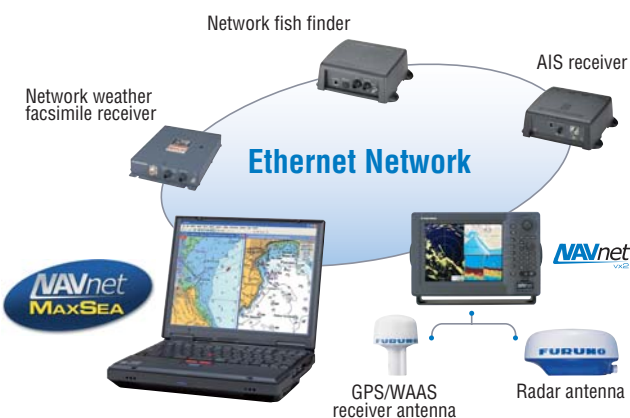 Network fish finder
AIS receiver
Network weather
facsimile receiver
Ethernet Network
NAVnet
vx2
NAVnet
MAXSEA
FURUNO
GPS/WAAS
receiver antenna
FURUNO
Radar antenna